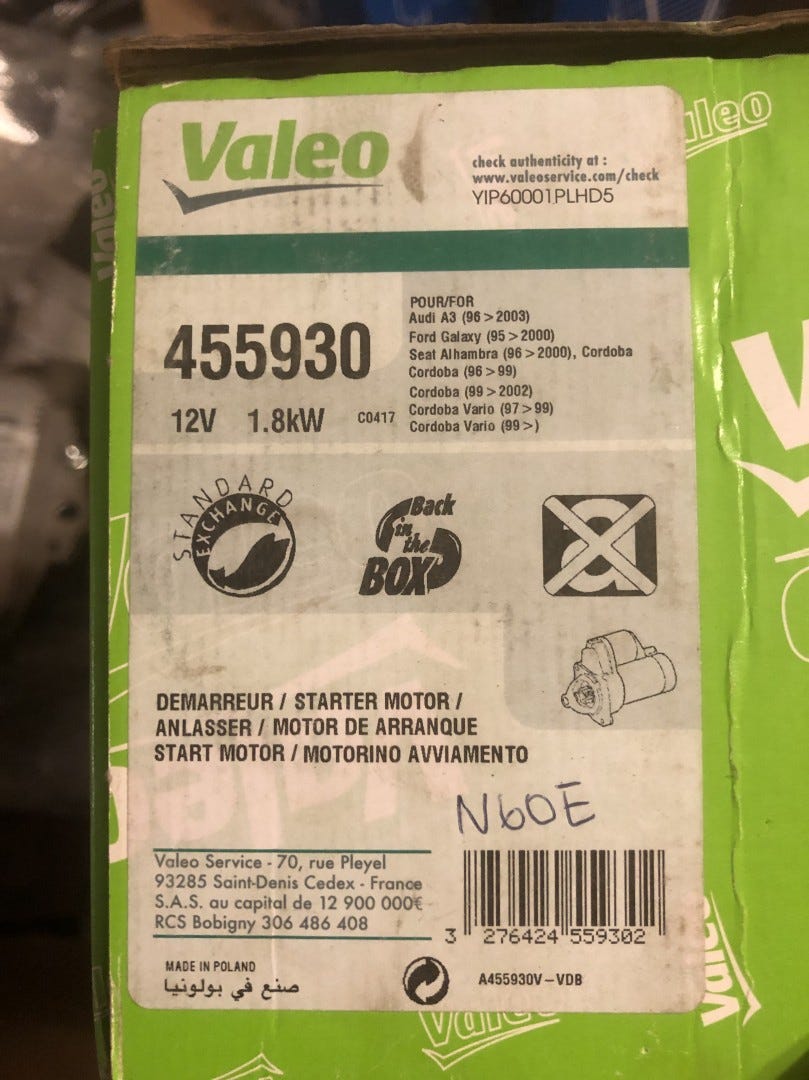 Valeo
check authenticity at :
www.valeoservice.com/check
YIP60001PLHD5
455930
12V 1.8kW C0417
POUR/FOR
Audi A3 (96 > 2003)
Ford Galaxy (95 > 2000)
Seat Alhambra (96 > 2000), Cordoba
Cordoba (96 > 99)
Cordoba (99 > 2002)
Cordoba Vario (97 > 99)
Cordoba Vario (99 >)
STANDARD
EXCHANGE
Back
in
the
BOX
a
DEMARREUR / STARTER MOTOR /
ANLASSER / MOTOR DE ARRANQUE
START MOTOR / MOTORINO AVVIAMENTO
N60E
Valeo Service - 70, rue Pleyel
93285 Saint-Denis Cedex - France
S.A.S. au capital de 12 900 000€
RCS Bobigny 306 486 408
3 276424 559302
MADE IN POLAND
صنع في بولونيا
A455930V-VDB
aleo
Valeo
Valeo
Valeo